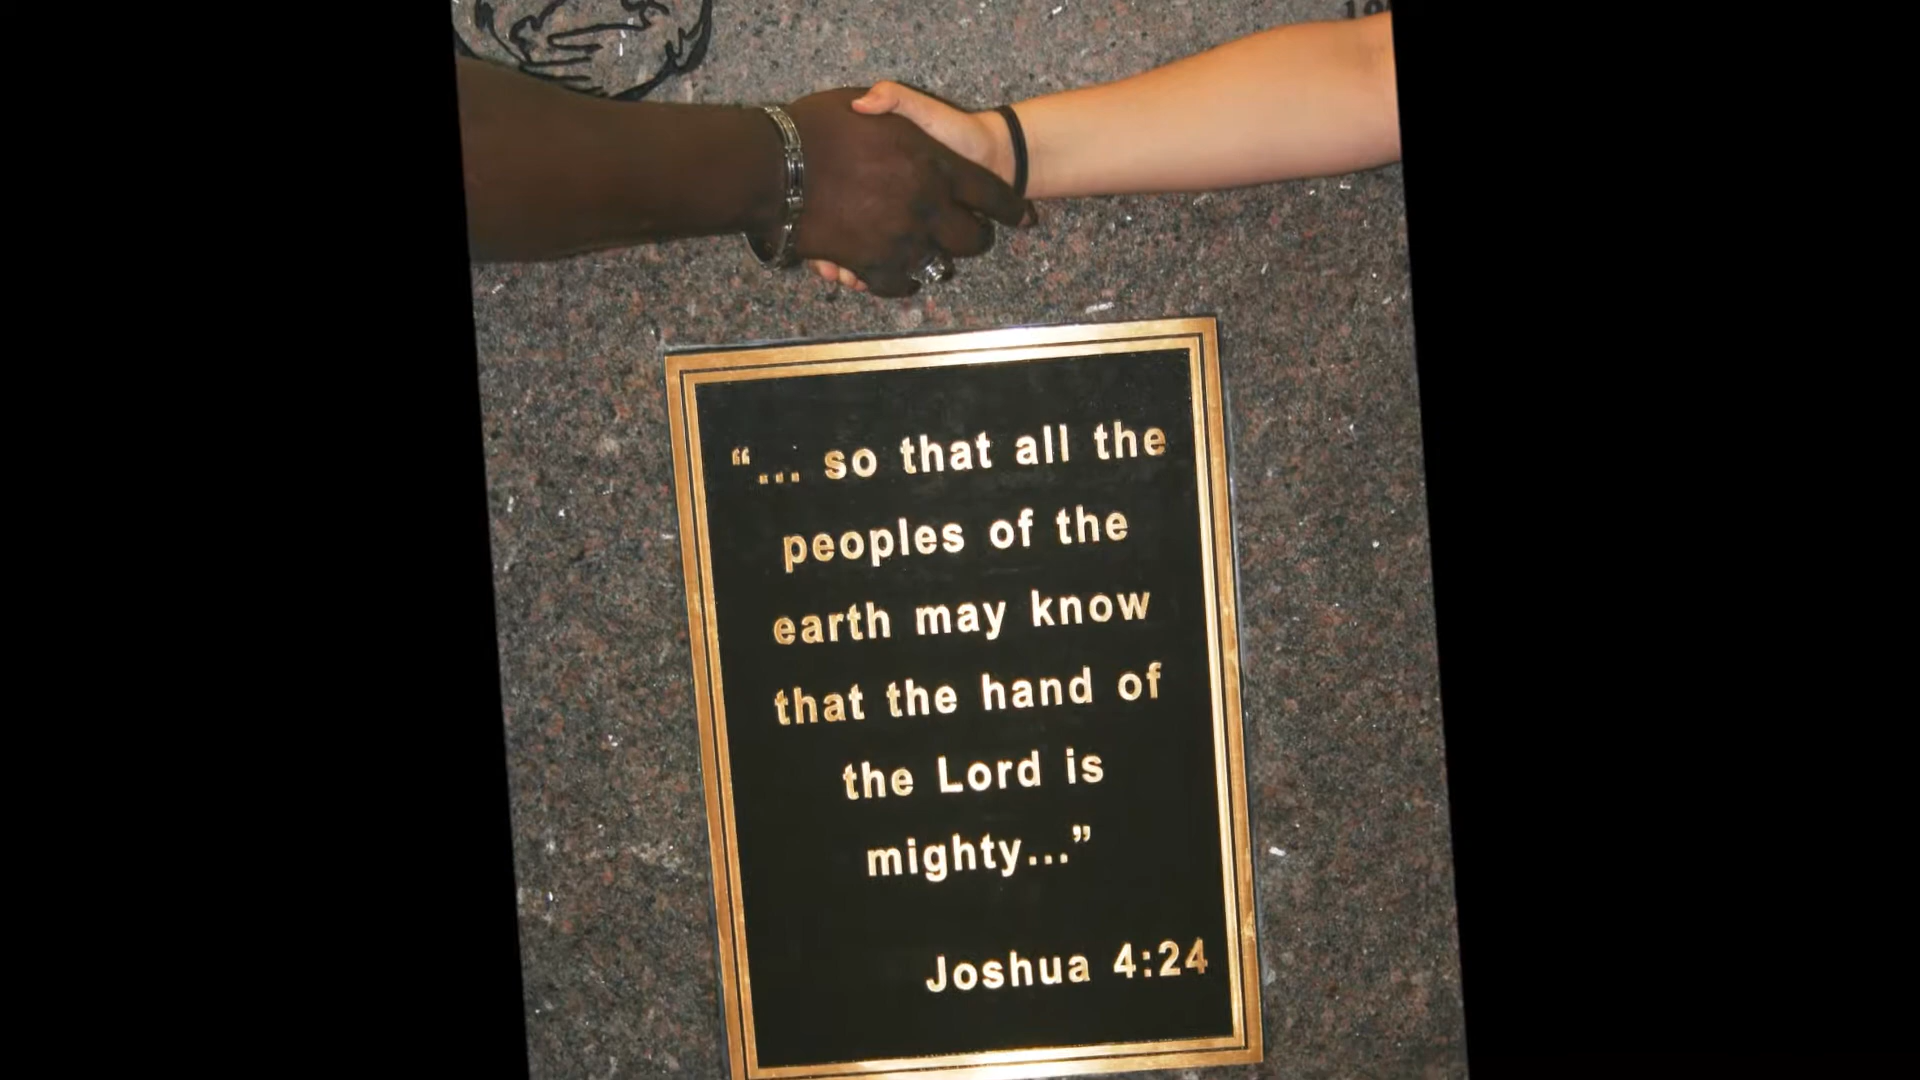 “... so that all the
peoples of the
earth may know
that the hand of
the Lord is
mighty...”
Joshua 4:24